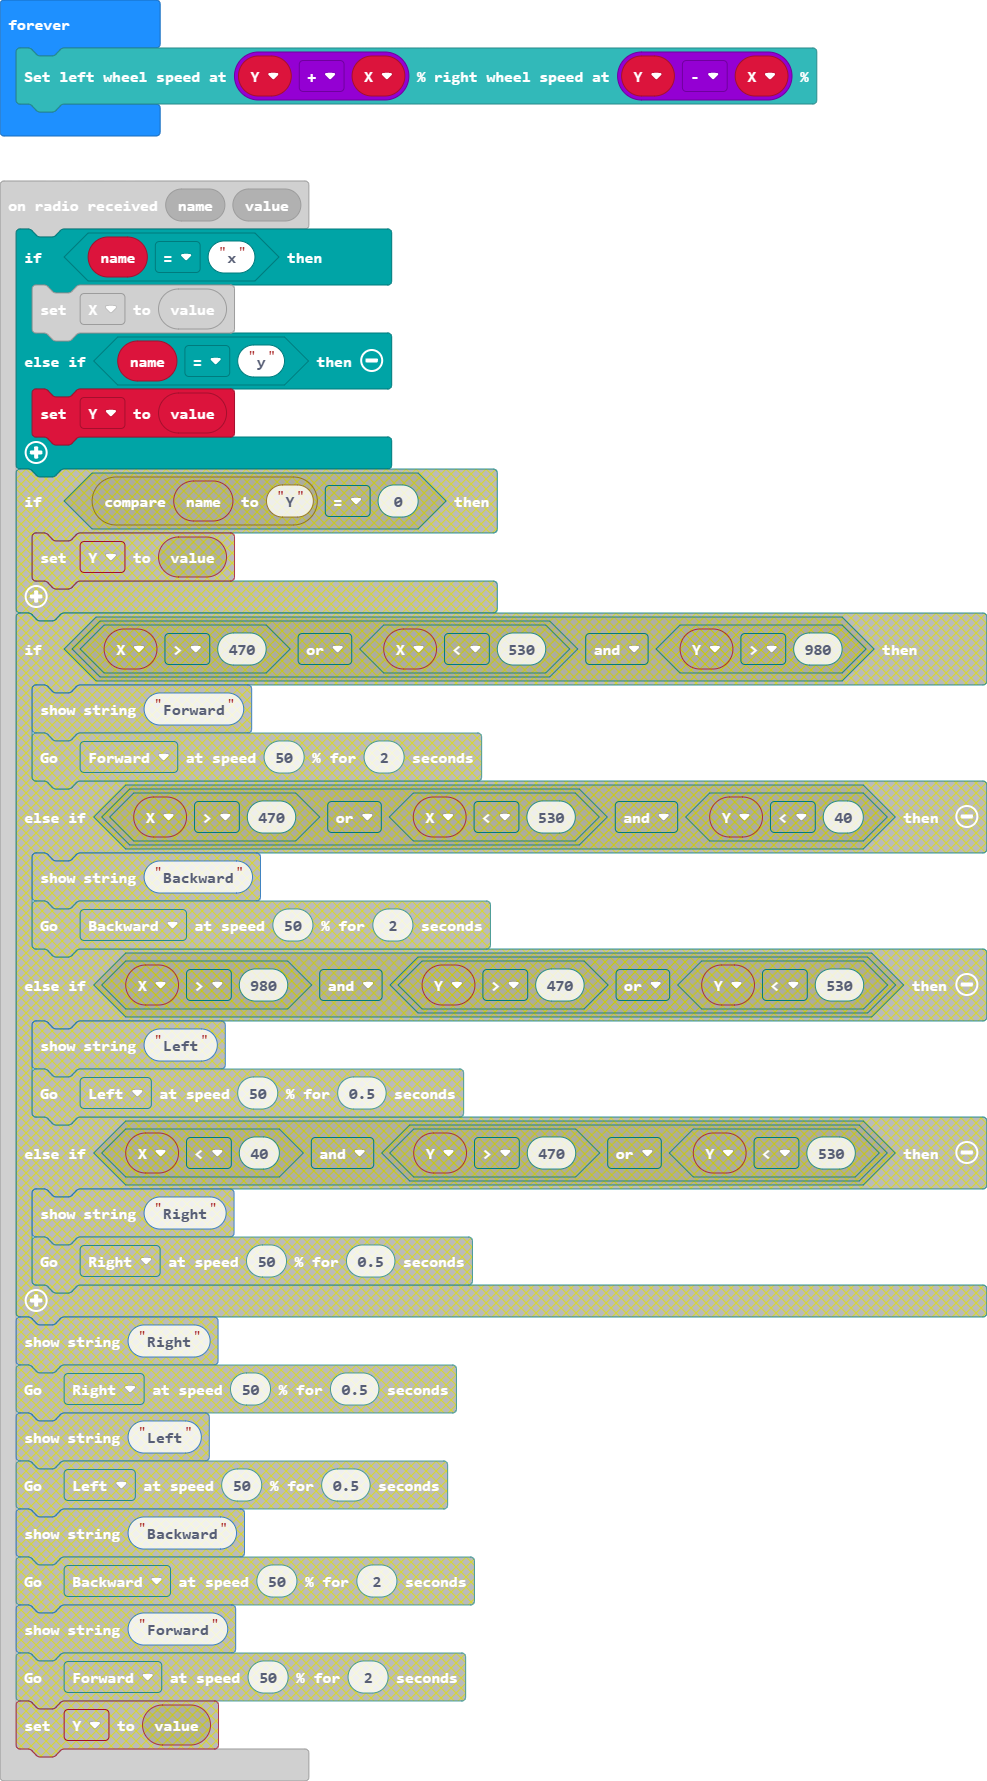 forever
Set left wheel speed at Y + X % right wheel speed at Y - X %
on radio received name value
if name = "x" then
set X to value
else if name = "y" then
set Y to value
if compare name to "Y" = 0 then
set Y to value
if X > 470 or X < 530 and Y > 980 then
show string "Forward"
Go Forward at speed 50 % for 2 seconds
else if X > 470 or X < 530 and Y < 40 then
show string "Backward"
Go Backward at speed 50 % for 2 seconds
else if X > 980 and Y > 470 or Y < 530 then
show string "Left"
Go Left at speed 50 % for 0.5 seconds
else if X < 40 and Y > 470 or Y < 530 then
show string "Right"
Go Right at speed 50 % for 0.5 seconds
show string "Right"
Go Right at speed 50 % for 0.5 seconds
show string "Left"
Go Left at speed 50 % for 0.5 seconds
show string "Backward"
Go Backward at speed 50 % for 2 seconds
show string "Forward"
Go Forward at speed 50 % for 2 seconds
set Y to value